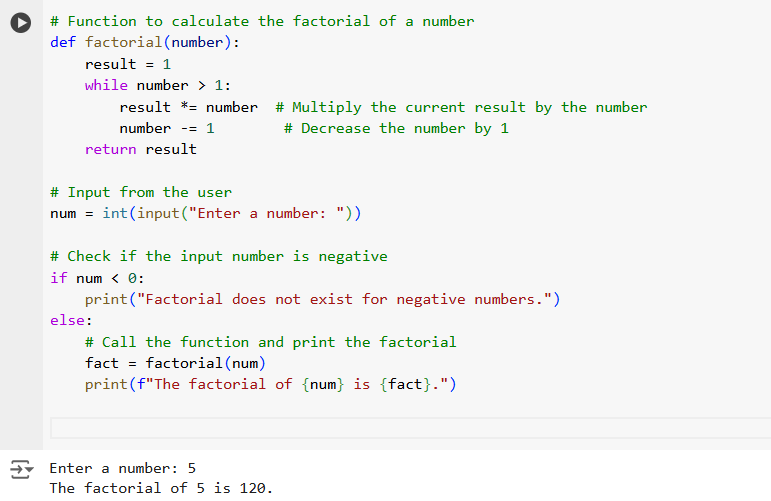 # Function to calculate the factorial of a number
def factorial(number):
    result = 1
    while number > 1:
        result *= number  # Multiply the current result by the number
        number -= 1        # Decrease the number by 1
    return result

# Input from the user
num = int(input("Enter a number: "))

# Check if the input number is negative
if num < 0:
    print("Factorial does not exist for negative numbers.")
else:
    # Call the function and print the factorial
    fact = factorial(num)
    print(f"The factorial of {num} is {fact}.")

Enter a number: 5
The factorial of 5 is 120.